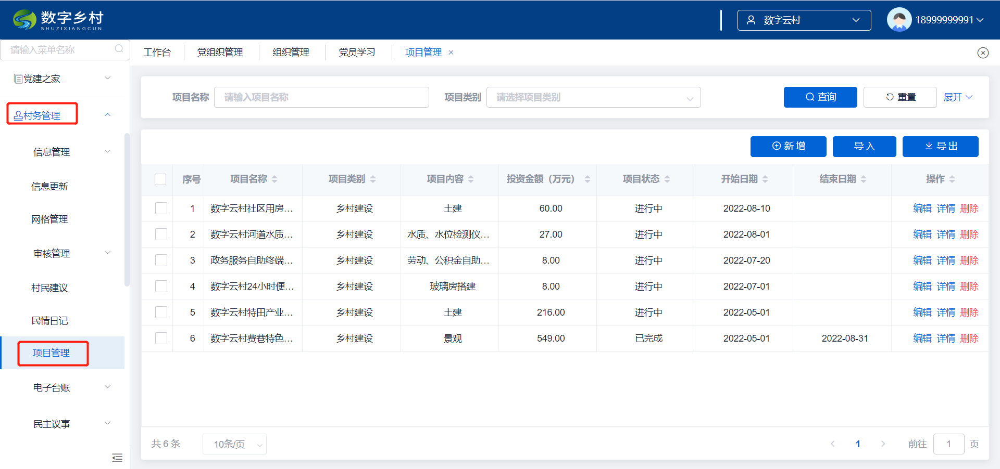 数字乡村
SHUZIXIANGCUN
数字云村
18999999991
请输入菜单名称
工作台
党组织管理
组织管理
党员学习
项目管理
党建之家
村务管理
信息管理
信息更新
网格管理
审核管理
村民建议
民情日记
项目管理
电子台账
民主议事
项目名称 请输入项目名称 项目类别 请选择项目类别 查询 重置 展开
新增 导入 导出
序号 项目名称 项目类别 项目内容 投资金额（万元） 项目状态 开始日期 结束日期 操作
1 数字云村社区用房... 乡村建设 土建 60.00 进行中 2022-08-10 编辑 详情 删除
2 数字云村河道水质... 乡村建设 水质、水位检测仪... 27.00 进行中 2022-08-01 编辑 详情 删除
3 政务服务自助终端... 乡村建设 劳动、公积金自助... 8.00 进行中 2022-07-20 编辑 详情 删除
4 数字云村24小时便... 乡村建设 玻璃房搭建 8.00 进行中 2022-07-01 编辑 详情 删除
5 数字云村特田产业... 乡村建设 土建 216.00 进行中 2022-05-01 编辑 详情 删除
6 数字云村费巷特色... 乡村建设 景观 549.00 已完成 2022-05-01 2022-08-31 编辑 详情 删除
共 6 条 10条/页 1 前往 1 页